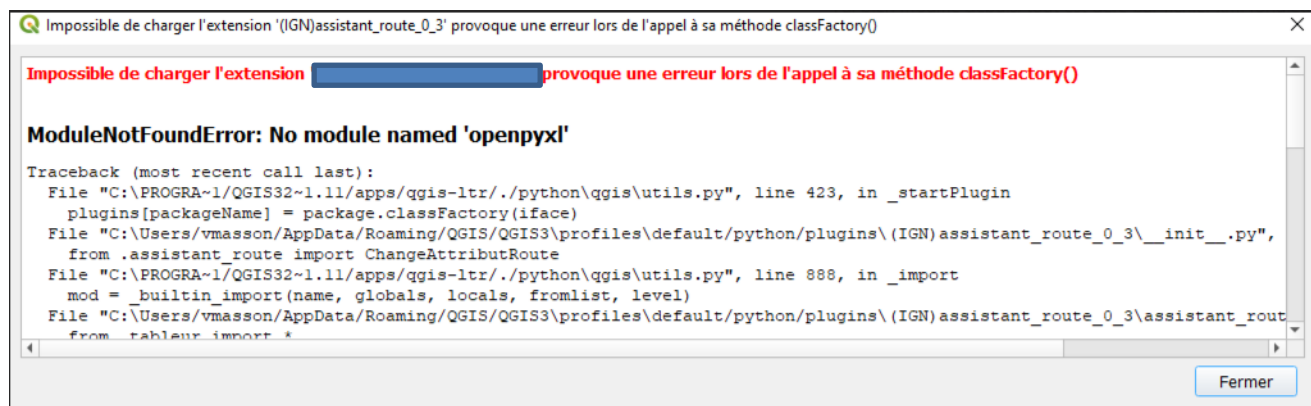 Impossible de charger l'extension '(IGN)assistant_route_0_3' provoque une erreur lors de l'appel à sa méthode classFactory()
Impossible de charger l'extension provoque une erreur lors de l'appel à sa méthode classFactory()
ModuleNotFoundError: No module named 'openpyxl'
Traceback (most recent call last):
File "C:\PROGRA~1/QGIS32~1.11/apps/qgis-ltr/./python\qgis\utils.py", line 423, in _startPlugin
plugins[packageName] = package.classFactory(iface)
File "C:\Users/vmasson/AppData/Roaming/QGIS/QGIS3\profiles\default/python/plugins\(IGN)assistant_route_0_3\__init__.py",
from .assistant_route import ChangeAttributRoute
File "C:\PROGRA~1/QGIS32~1.11/apps/qgis-ltr/./python\qgis\utils.py", line 888, in _import
mod = _builtin_import(name, globals, locals, fromlist, level)
File "C:\Users/vmasson/AppData/Roaming/QGIS/QGIS3\profiles\default/python/plugins\(IGN)assistant_route_0_3\assistant_rout
from .tableur import *
Fermer